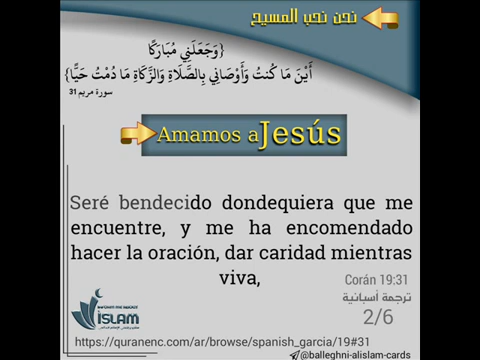 نحن نحب المسيح
{وَجَعَلَنِي مُبَارَكًا
أَيْنَ مَا كُنتُ وَأَوْصَانِي بِالصَّلَاةِ وَالزَّكَاةِ مَا دُمْتُ حَيًّا}
سورة مريم 31
Amamos a Jesús
Seré bendecido dondequiera que me
encuentre, y me ha encomendado
hacer la oración, dar caridad mientras
viva,
Corán 19:31
ترجمة أسبانية
2/6
ISLAM
https://quranenc.com/ar/browse/spanish_garcia/19#31
@balleghni-alislam-cards